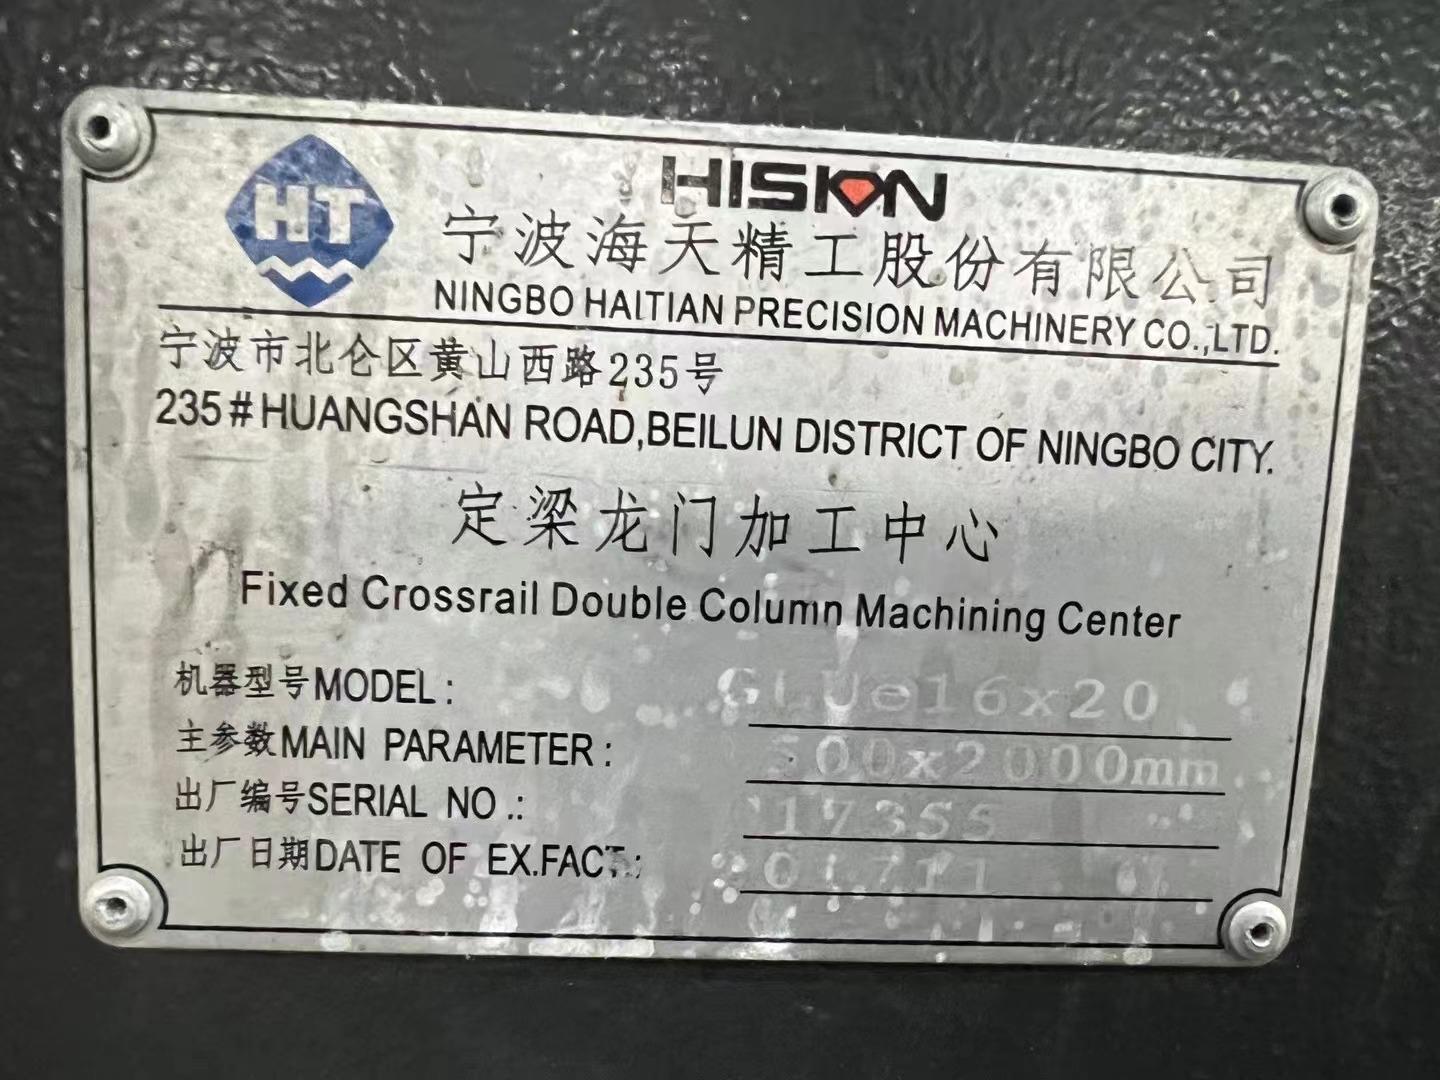 HT
HISION
宁波海天精工股份有限公司
NINGBO HAITIAN PRECISION MACHINERY CO.,LTD.
宁波市北仑区黄山西路235号
235#HUANGSHAN ROAD,BEILUN DISTRICT OF NINGBO CITY.
定梁龙门加工中心
Fixed Crossrail Double Column Machining Center
机器型号MODEL: GLUe16x20
主参数MAIN PARAMETER:
出厂编号SERIAL NO.: 17355
出厂日期DATE OF EX.FACT.: